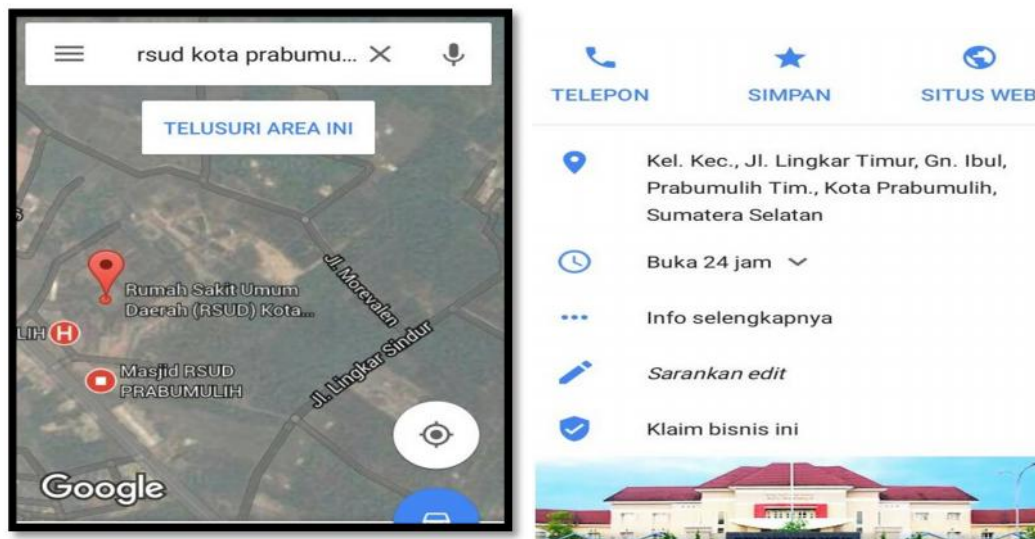 rsud kota prabumu...
TELUSURI AREA INI
Jl. Morevalen
Rumah Sakit Umum
Daerah (RSUD) Kota...
LIH
H
Jl. Lingkar Sindur
Masjid RSUD
PRABUMULIH
Google
TELEPON
SIMPAN
SITUS WEB
Kel. Kec., Jl. Lingkar Timur, Gn. Ibul,
Prabumulih Tim., Kota Prabumulih,
Sumatera Selatan
Buka 24 jam
Info selengkapnya
Sarankan edit
Klaim bisnis ini